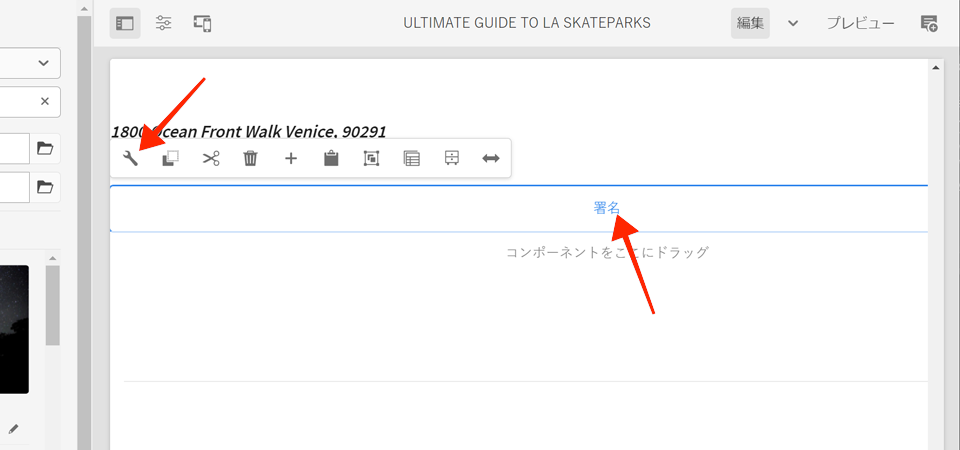 ULTIMATE GUIDE TO LA SKATEPARKS
編集
プレビュー
1800 Ocean Front Walk Venice, 90291
署名
コンポーネントをここにドラッグ